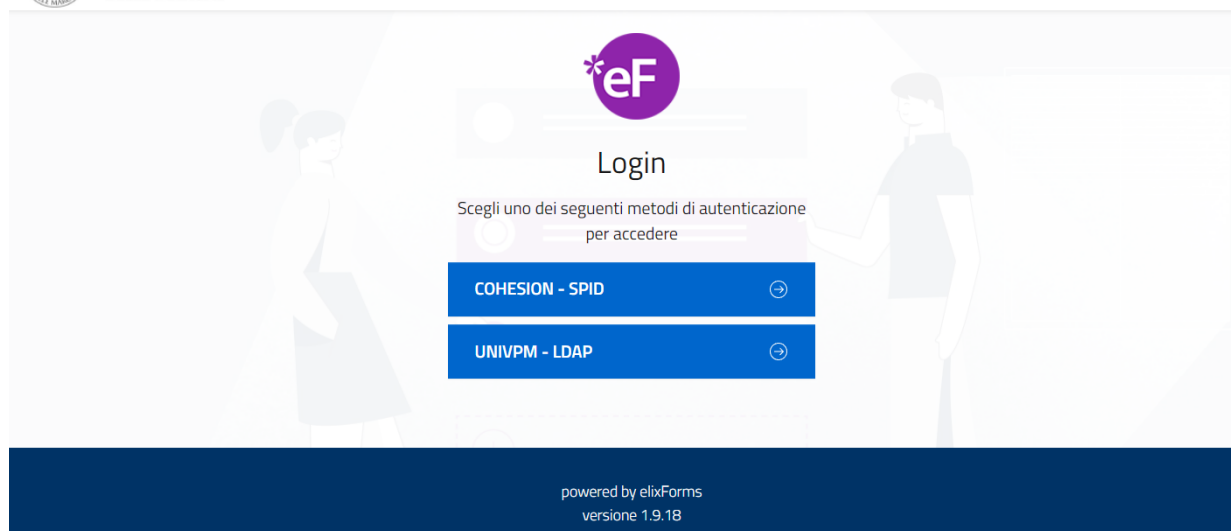 *eF
Login
Scegli uno dei seguenti metodi di autenticazione
per accedere
COHESION - SPID
UNIVPM - LDAP
powered by elixForms
versione 1.9.18